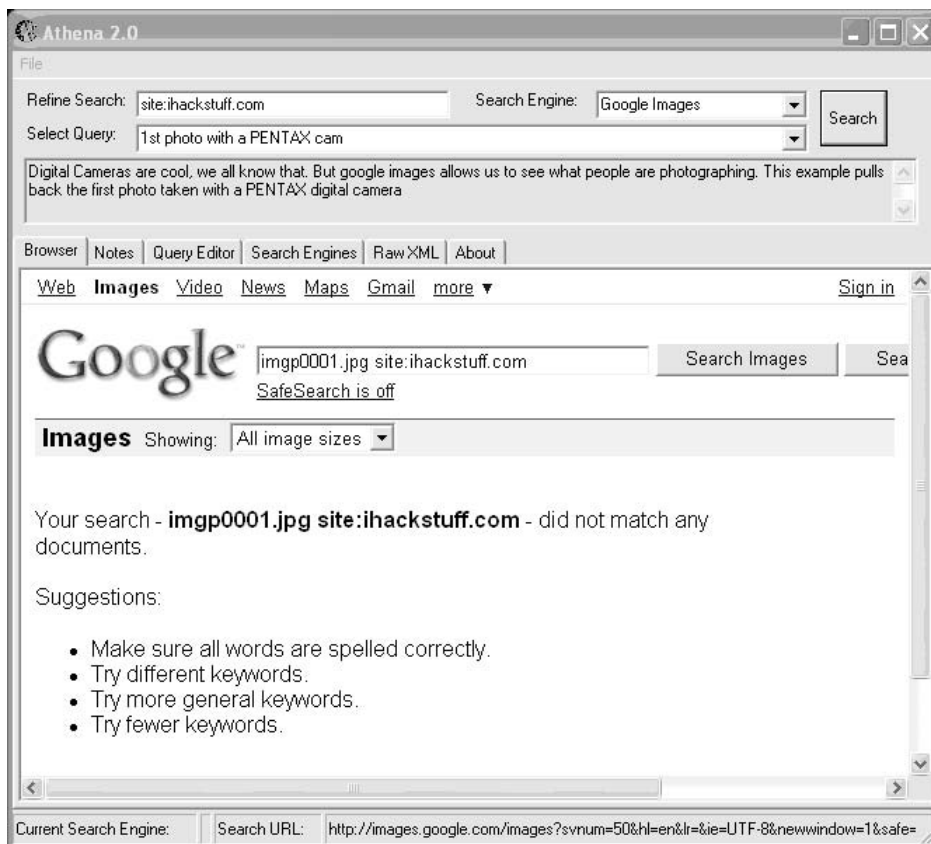 Athena 2.0
File
Refine Search: site:ihackstuff.com Search Engine: Google Images Search
Select Query: 1st photo with a PENTAX cam
Digital Cameras are cool, we all know that. But google images allows us to see what people are photographing. This example pulls
back the first photo taken with a PENTAX digital camera
Browser Notes Query Editor Search Engines Raw XML About
Web Images Video News Maps Gmail more ▼ Sign in
Google™ imgp0001.jpg site:ihackstuff.com Search Images Sea
SafeSearch is off
Images Showing: All image sizes
Your search - imgp0001.jpg site:ihackstuff.com - did not match any
documents.
Suggestions:
• Make sure all words are spelled correctly.
• Try different keywords.
• Try more general keywords.
• Try fewer keywords.
Current Search Engine: Search URL: http://images.google.com/images?svnum=50&hl=en&lr=&ie=UTF-8&newwindow=1&safe=